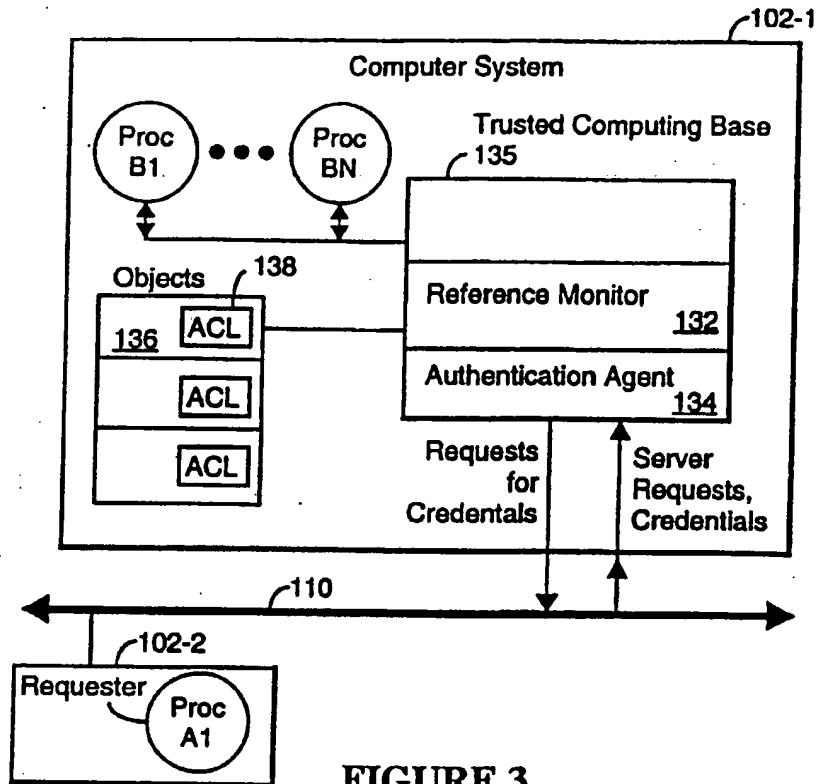 102-1
Computer System
Proc
B1
Proc
BN
Trusted Computing Base
135
Objects
138
136
ACL
ACL
ACL
Reference Monitor
132
Authentication Agent
134
Requests
for
Credentals
Server
Requests,
Credentials
110
102-2
Requester
Proc
A1
FIGURE 3